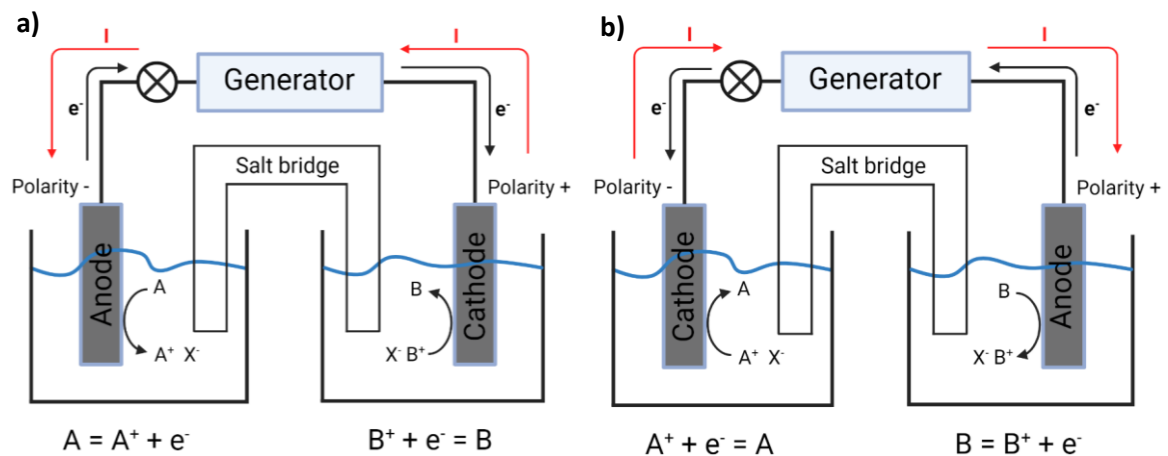 a)
I
I
Generator
e⁻
e⁻
Salt bridge
Polarity -
Polarity +
Anode
Cathode
A
B
A⁺ X⁻
X⁻ B⁺
A = A⁺ + e⁻
B⁺ + e⁻ = B
b)
I
I
Generator
e⁻
e⁻
Salt bridge
Polarity -
Polarity +
Cathode
Anode
A
B
A⁺ X⁻
X⁻ B⁺
A⁺ + e⁻ = A
B = B⁺ + e⁻